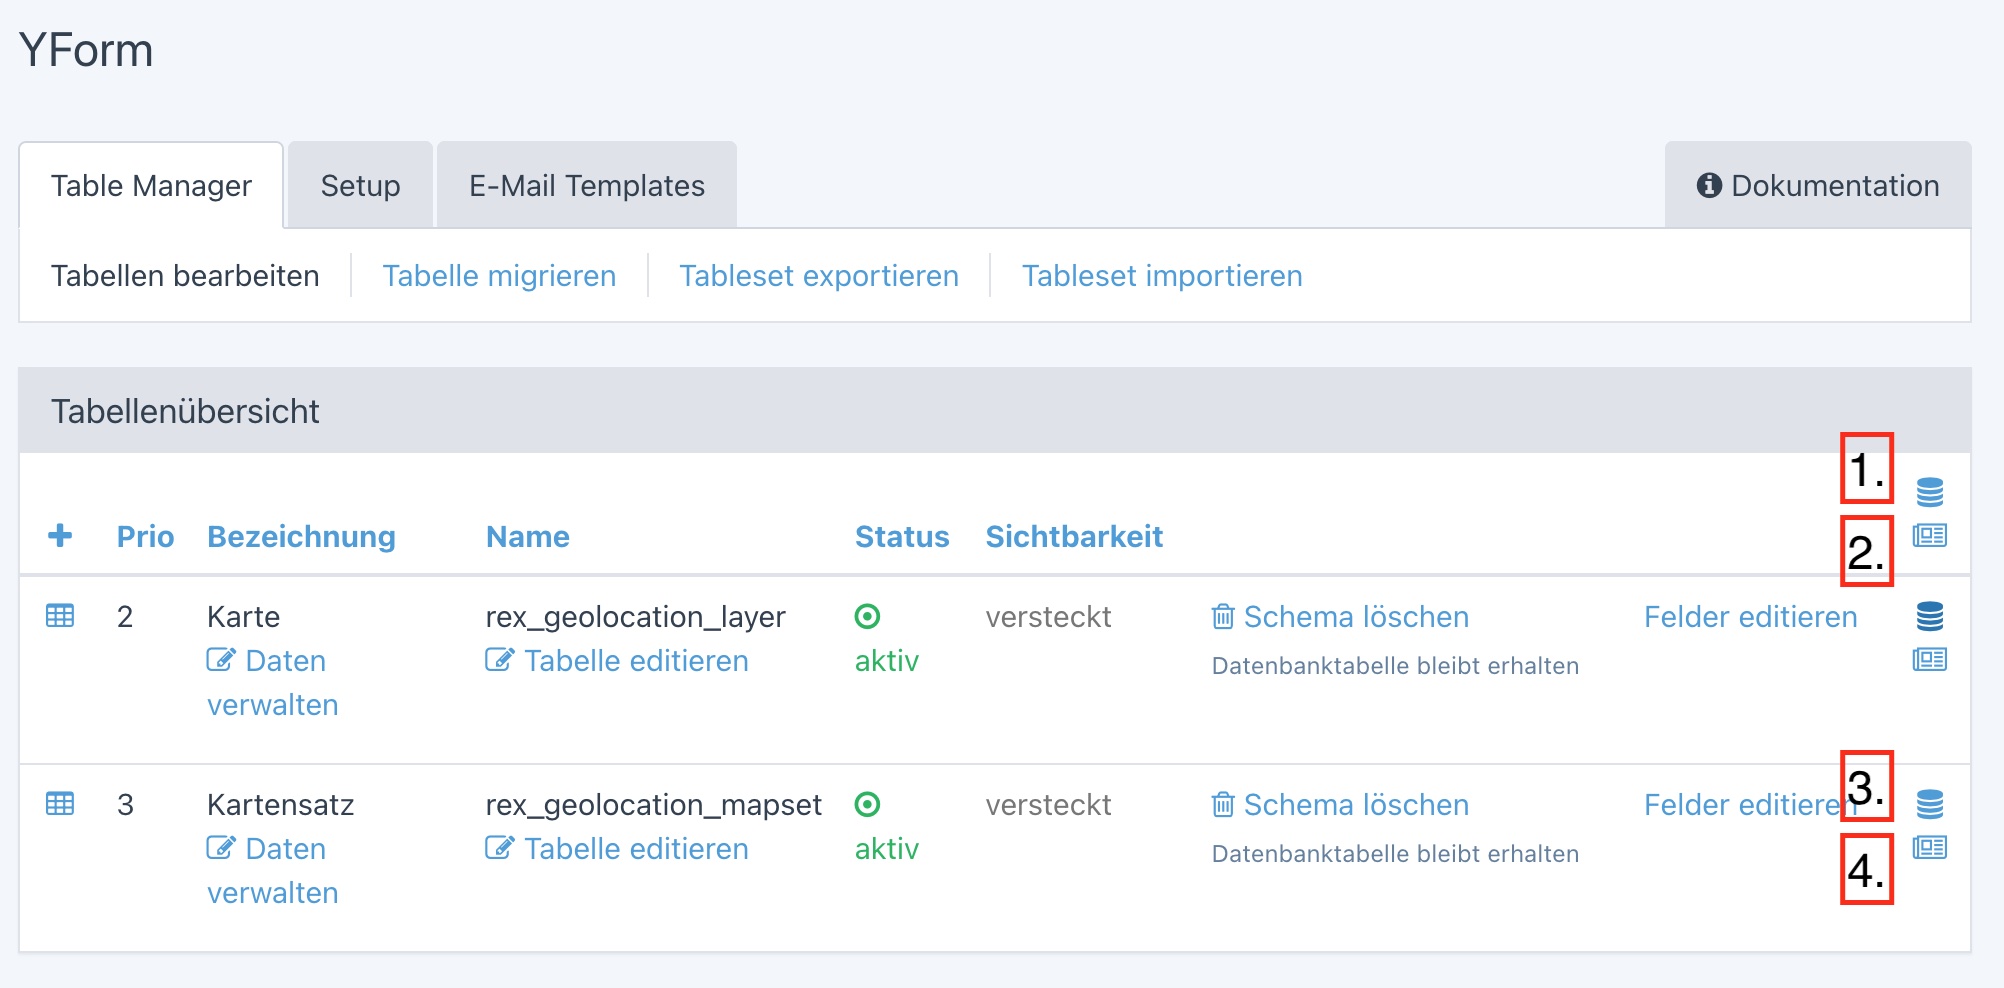 YForm
Table Manager Setup E-Mail Templates Dokumentation
Tabellen bearbeiten Tabelle migrieren Tableset exportieren Tableset importieren
Tabellenübersicht
1.
Prio Bezeichnung Name Status Sichtbarkeit
2.
2 Karte rex_geolocation_layer versteckt Schema löschen Felder editieren
Daten Tabelle editieren aktiv Datenbanktabelle bleibt erhalten
verwalten
3.
3 Kartensatz rex_geolocation_mapset versteckt Schema löschen Felder editieren
Daten Tabelle editieren aktiv Datenbanktabelle bleibt erhalten
4.
verwalten